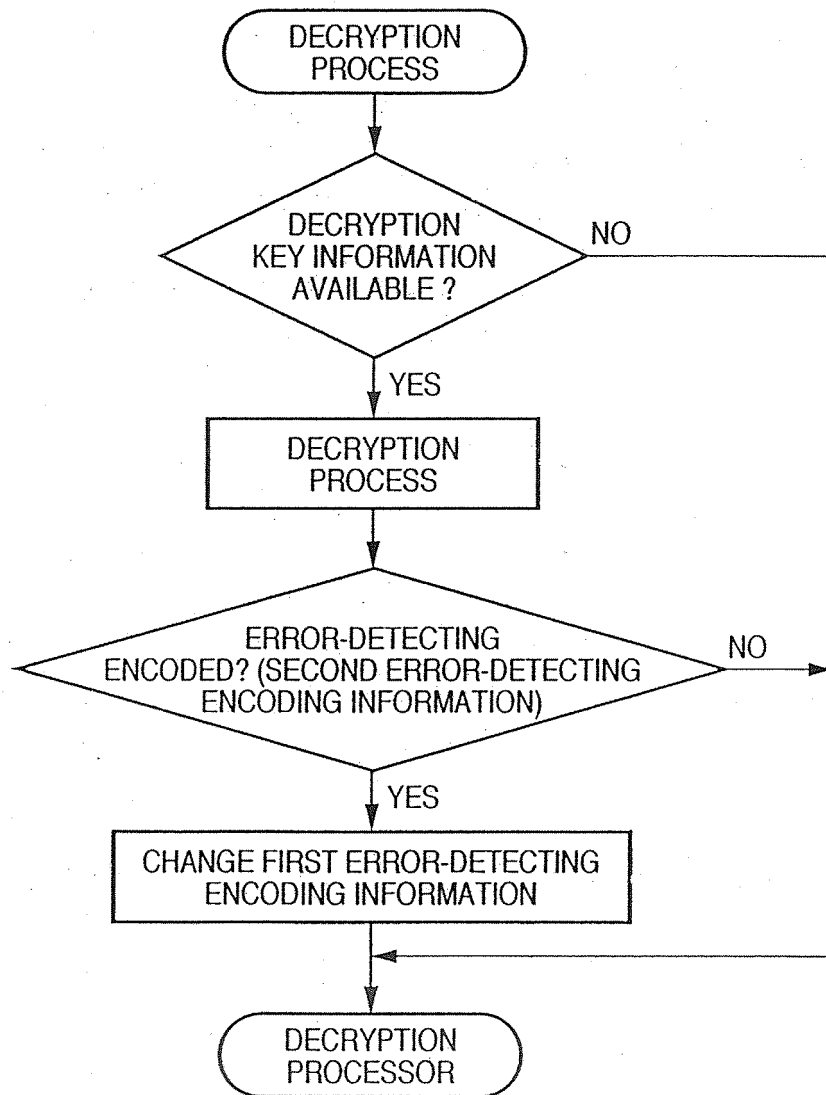 DECRYPTION
PROCESS
DECRYPTION
KEY INFORMATION
AVAILABLE ?
NO
YES
DECRYPTION
PROCESS
ERROR-DETECTING
ENCODED? (SECOND ERROR-DETECTING
ENCODING INFORMATION)
NO
YES
CHANGE FIRST ERROR-DETECTING
ENCODING INFORMATION
DECRYPTION
PROCESSOR